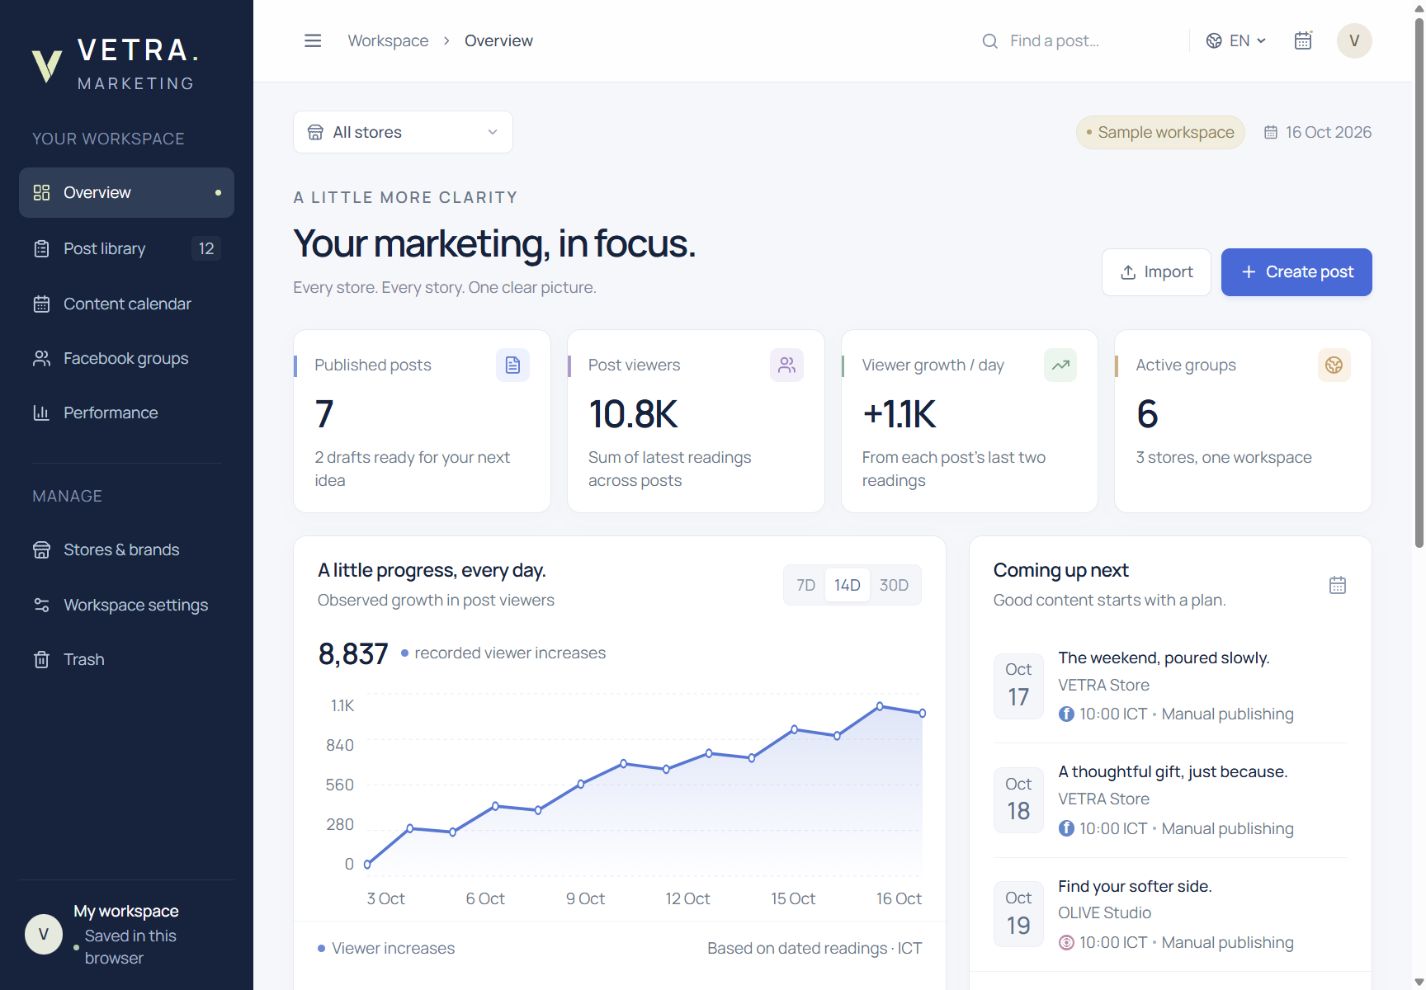 VETRA.
MARKETING
YOUR WORKSPACE
Overview
Post library 12
Content calendar
Facebook groups
Performance
MANAGE
Stores & brands
Workspace settings
Trash
V
My workspace
Saved in this
browser
Workspace > Overview
Find a post...
EN
V
All stores
Sample workspace
16 Oct 2026
A LITTLE MORE CLARITY
Your marketing, in focus.
Every store. Every story. One clear picture.
Import
+ Create post
Published posts
7
2 drafts ready for your next
idea
Post viewers
10.8K
Sum of latest readings
across posts
Viewer growth / day
+1.1K
From each post's last two
readings
Active groups
6
3 stores, one workspace
A little progress, every day.
Observed growth in post viewers
7D 14D 30D
8,837 recorded viewer increases
1.1K
840
560
280
0
3 Oct 6 Oct 9 Oct 12 Oct 15 Oct 16 Oct
Viewer increases
Based on dated readings · ICT
Coming up next
Good content starts with a plan.
Oct
17
The weekend, poured slowly.
VETRA Store
10:00 ICT • Manual publishing
Oct
18
A thoughtful gift, just because.
VETRA Store
10:00 ICT • Manual publishing
Oct
19
Find your softer side.
OLIVE Studio
10:00 ICT • Manual publishing